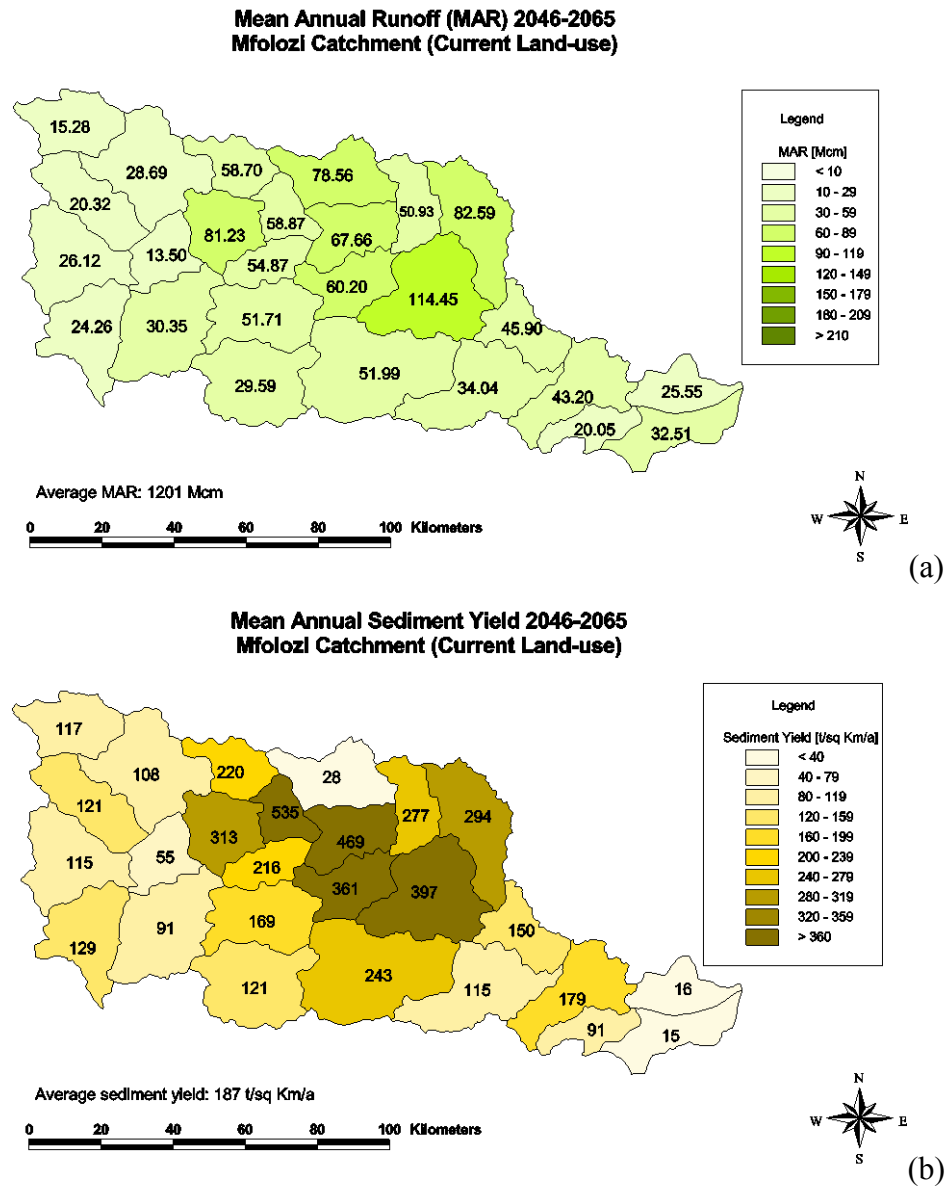 Mean Annual Runoff (MAR) 2046-2065
Mfolozi Catchment (Current Land-use)
15.28
28.69
58.70
78.56
50.93
82.59
20.32
81.23
58.87
67.66
26.12
13.50
54.87
60.20
114.45
24.26
30.35
51.71
45.90
29.59
51.99
34.04
43.20
25.55
20.05
32.51
Legend
MAR [Mcm]
< 10
10 - 29
30 - 59
60 - 89
90 - 119
120 - 149
150 - 179
180 - 209
> 210
Average MAR: 1201 Mcm
0 20 40 60 80 100 Kilometers
N
W E
S
(a)
Mean Annual Sediment Yield 2046-2065
Mfolozi Catchment (Current Land-use)
117
108
220
28
277
294
121
313
535
469
115
55
216
361
397
129
91
169
150
121
243
115
179
16
91
15
Legend
Sediment Yield [t/sq Km/a]
< 40
40 - 79
80 - 119
120 - 159
160 - 199
200 - 239
240 - 279
280 - 319
320 - 359
> 360
Average sediment yield: 187 t/sq Km/a
0 20 40 60 80 100 Kilometers
N
W E
S
(b)